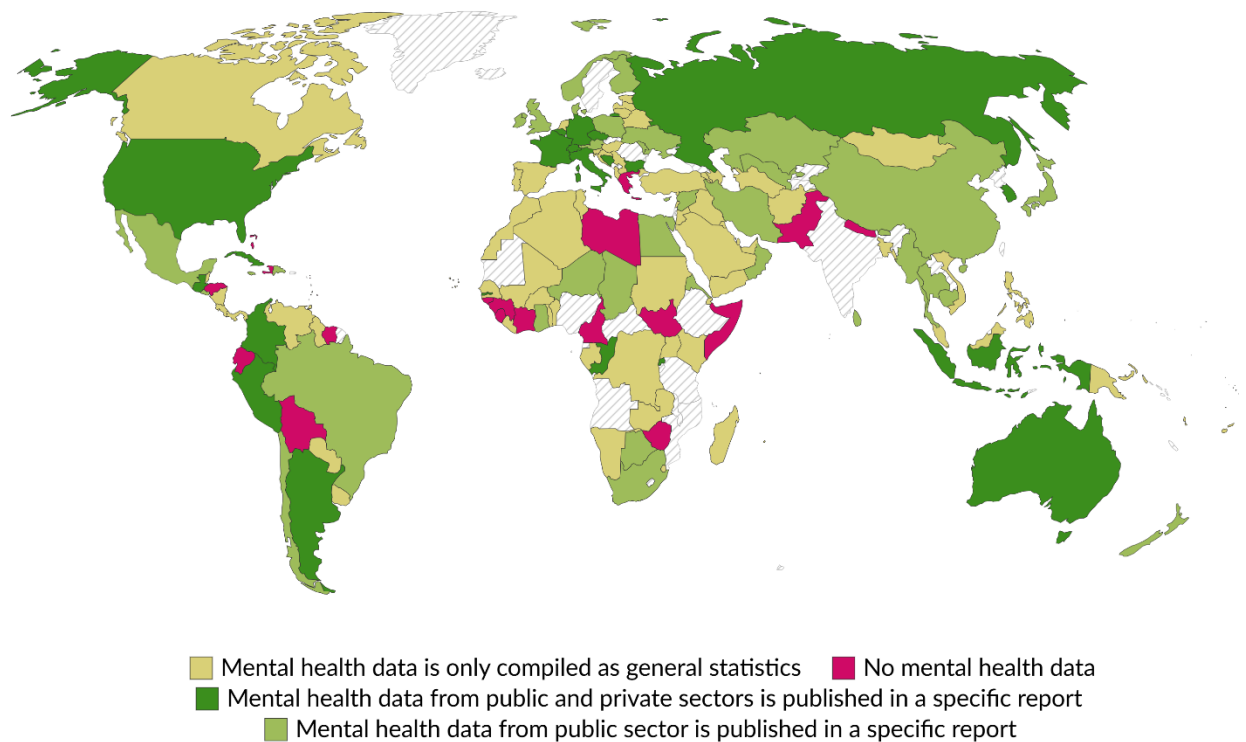 Mental health data is only compiled as general statistics No mental health data
Mental health data from public and private sectors is published in a specific report
Mental health data from public sector is published in a specific report